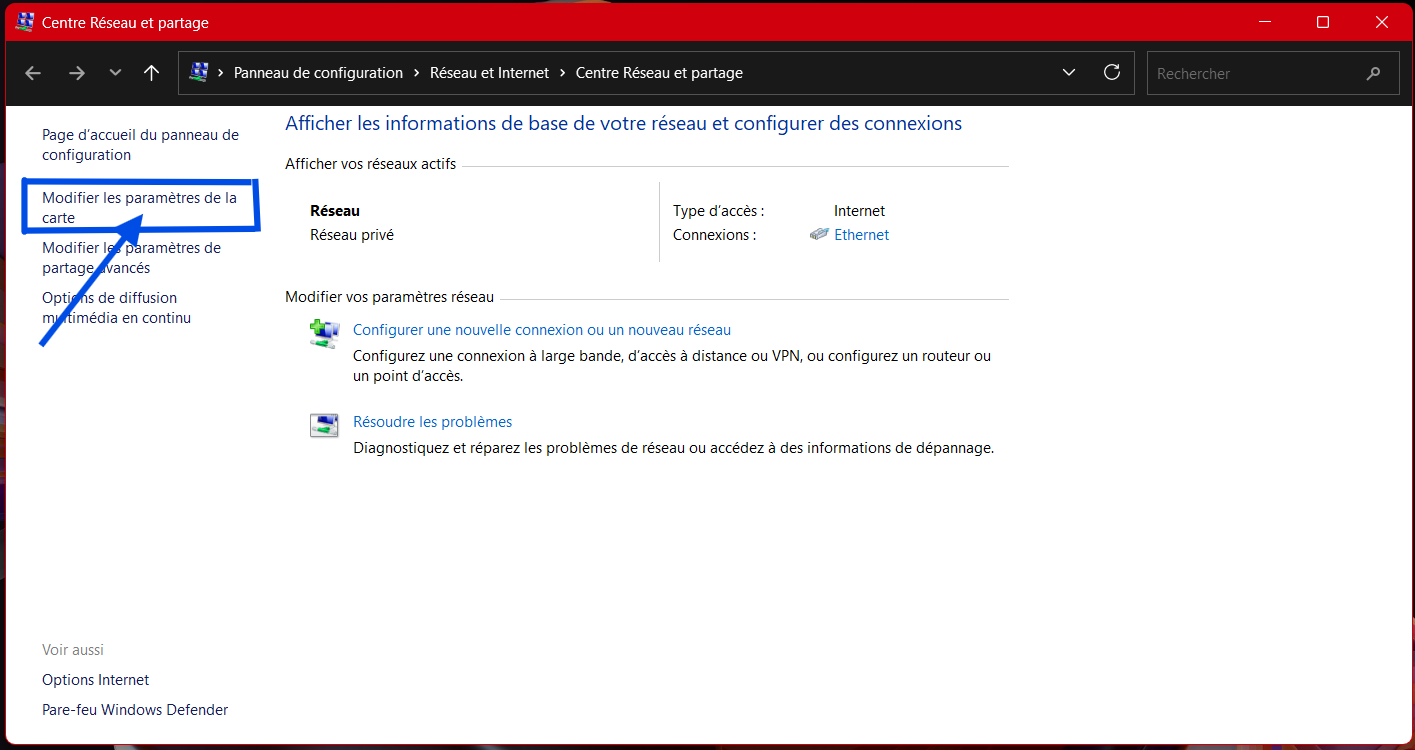 Centre Réseau et partage
Panneau de configuration > Réseau et Internet > Centre Réseau et partage
Rechercher
Page d’accueil du panneau de
configuration
Modifier les paramètres de la
carte
Modifier les paramètres de
partage avancés
Options de diffusion
multimédia en continu
Voir aussi
Options Internet
Pare-feu Windows Defender
Afficher les informations de base de votre réseau et configurer des connexions
Afficher vos réseaux actifs
Réseau
Réseau privé
Type d’accès : Internet
Connexions : Ethernet
Modifier vos paramètres réseau
Configurer une nouvelle connexion ou un nouveau réseau
Configurez une connexion à large bande, d’accès à distance ou VPN, ou configurez un routeur ou
un point d’accès.
Résoudre les problèmes
Diagnostiquez et réparez les problèmes de réseau ou accédez à des informations de dépannage.